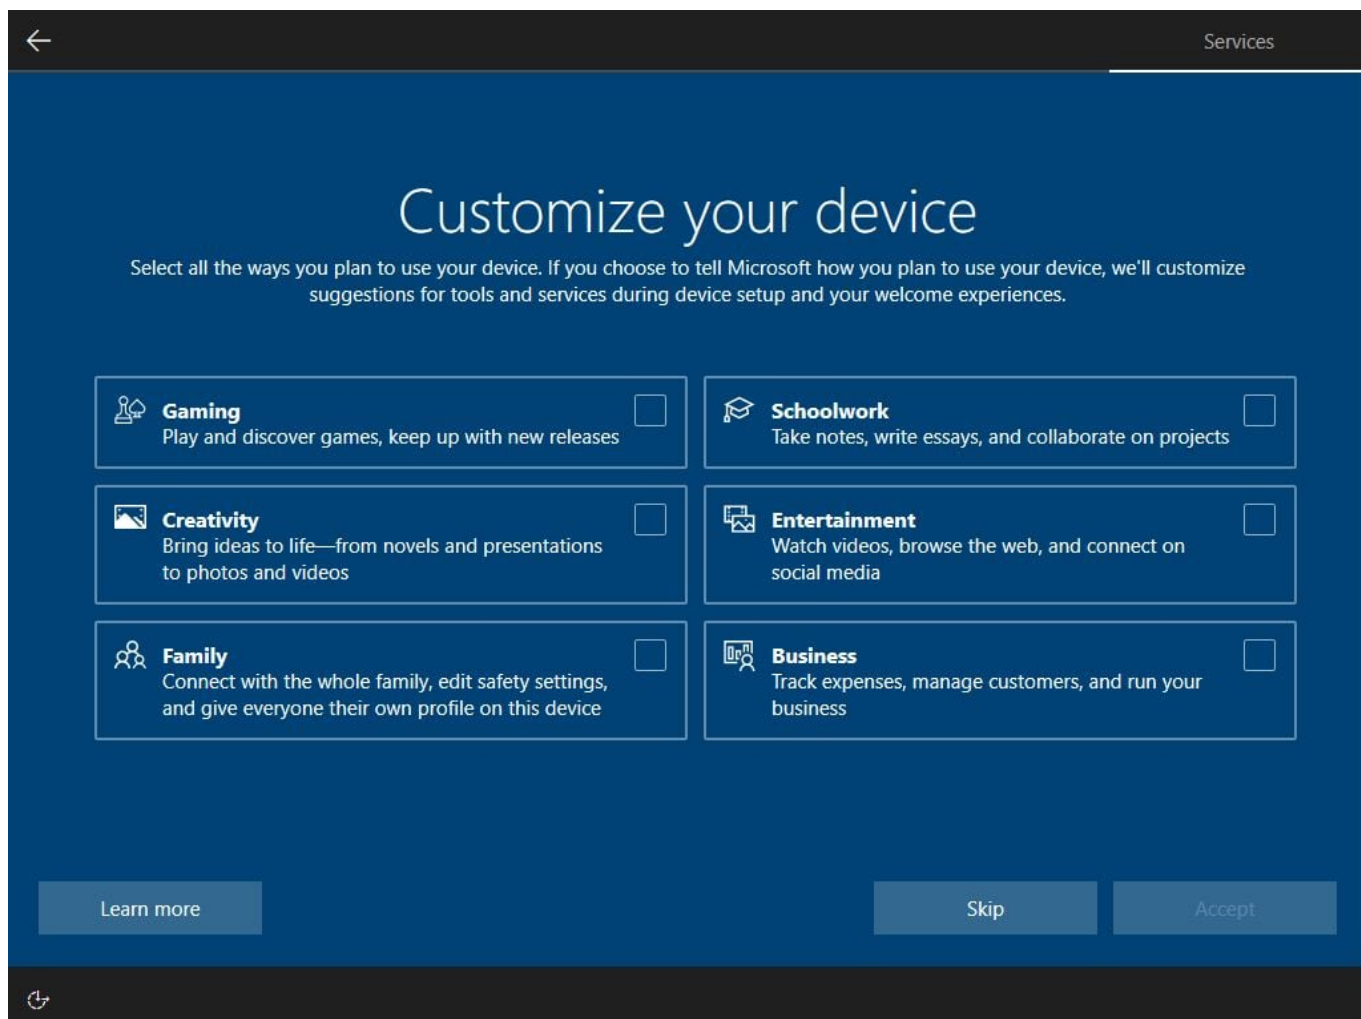 Services
Customize your device
Select all the ways you plan to use your device. If you choose to tell Microsoft how you plan to use your device, we'll customize
suggestions for tools and services during device setup and your welcome experiences.
Gaming
Play and discover games, keep up with new releases
Schoolwork
Take notes, write essays, and collaborate on projects
Creativity
Bring ideas to life—from novels and presentations
to photos and videos
Entertainment
Watch videos, browse the web, and connect on
social media
Family
Connect with the whole family, edit safety settings,
and give everyone their own profile on this device
Business
Track expenses, manage customers, and run your
business
Learn more
Skip
Accept